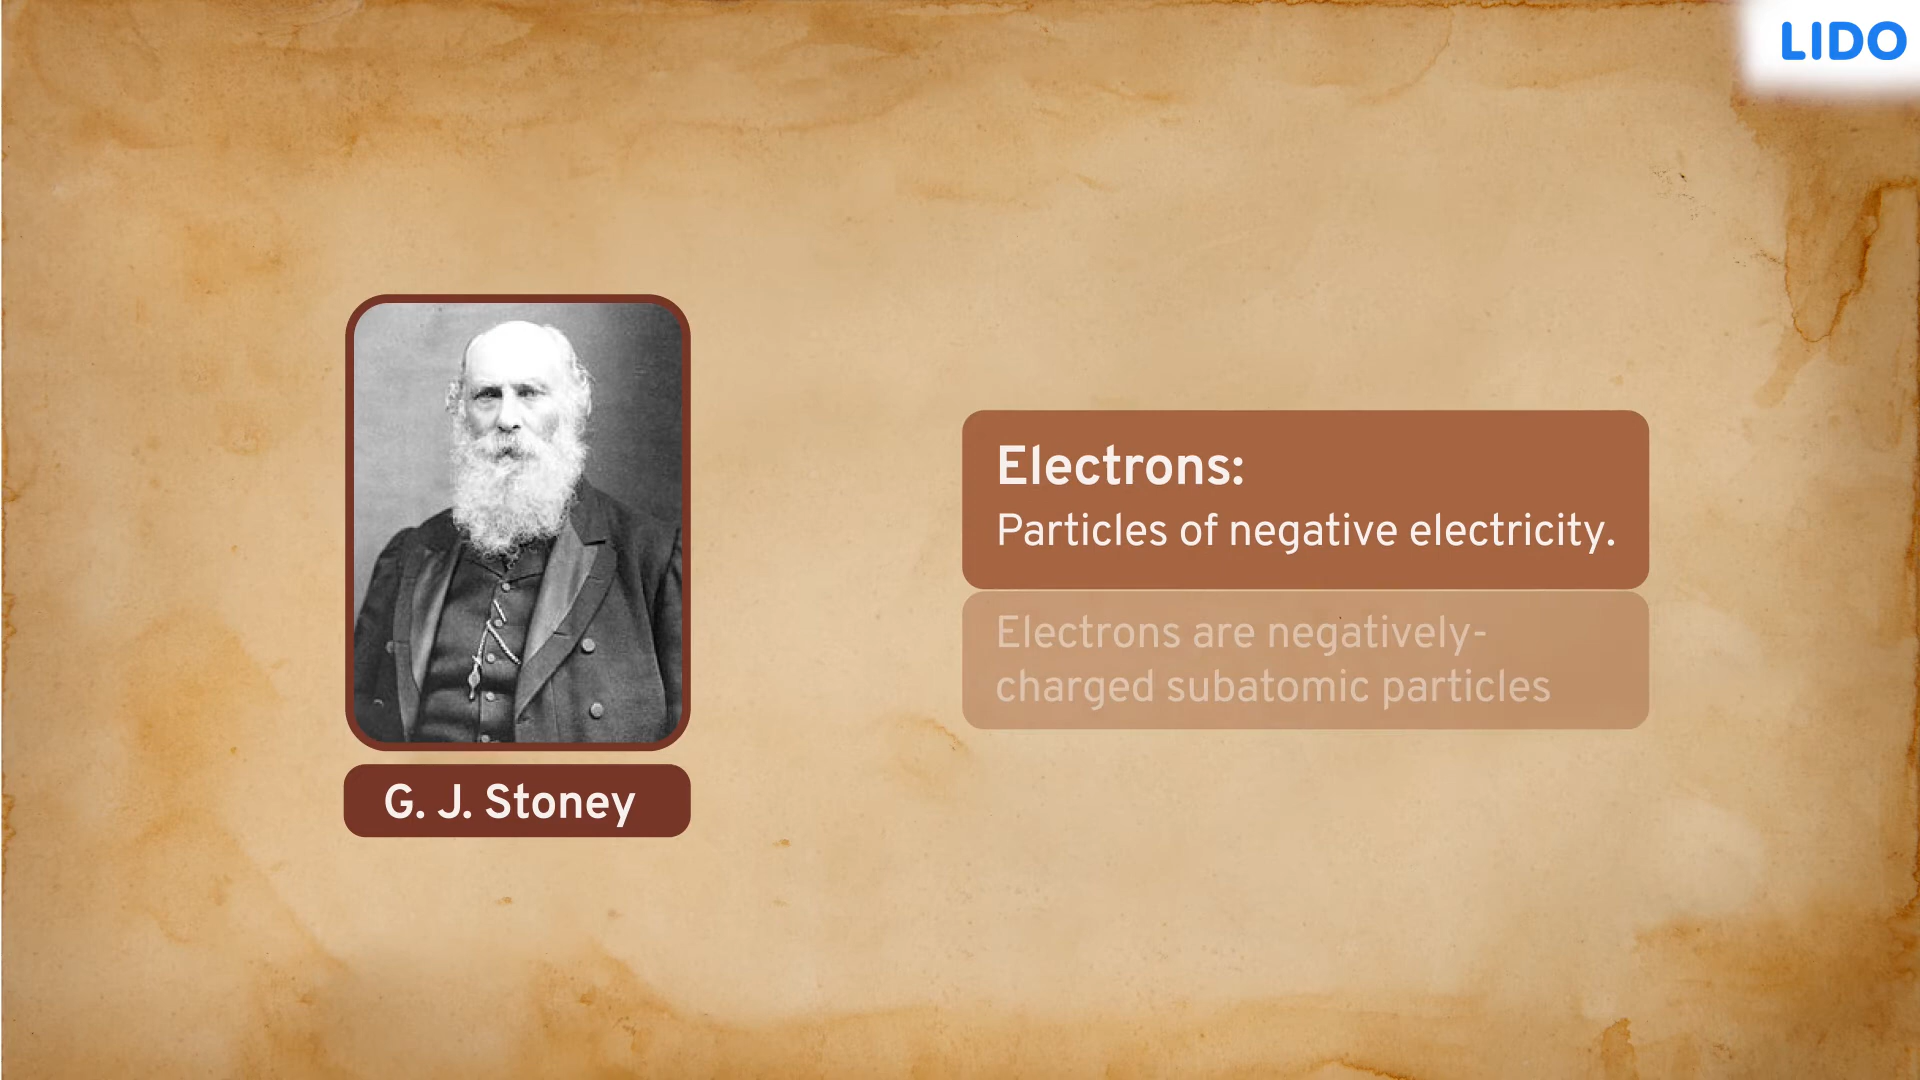 LIDO
Electrons:
Particles of negative electricity.
Electrons are negatively-
charged subatomic particles
G. J. Stoney